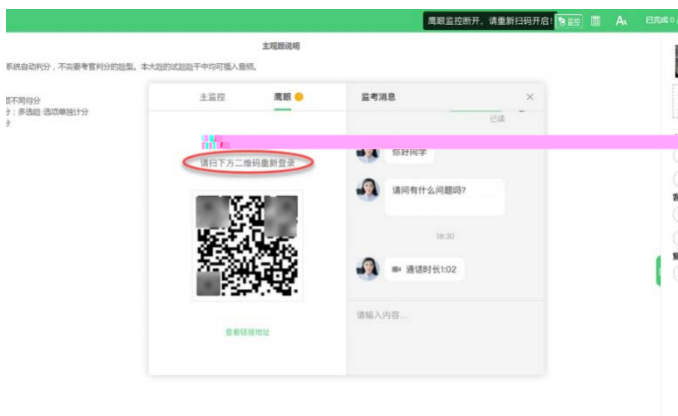 鹰眼监控断开，请重新扫码开启!
监控
已完成 0
主观题说明
系统自动判分，不需要考官判分的题型。本大题的试题题干中均可插入音频。
不同得分
；多选题-选项单独计分
分
主监控
鹰眼
监考消息
已读
你好同学
请扫下方二维码重新登录
请问有什么问题吗?
18:30
通话时长1:02
请输入内容...
查看链接地址